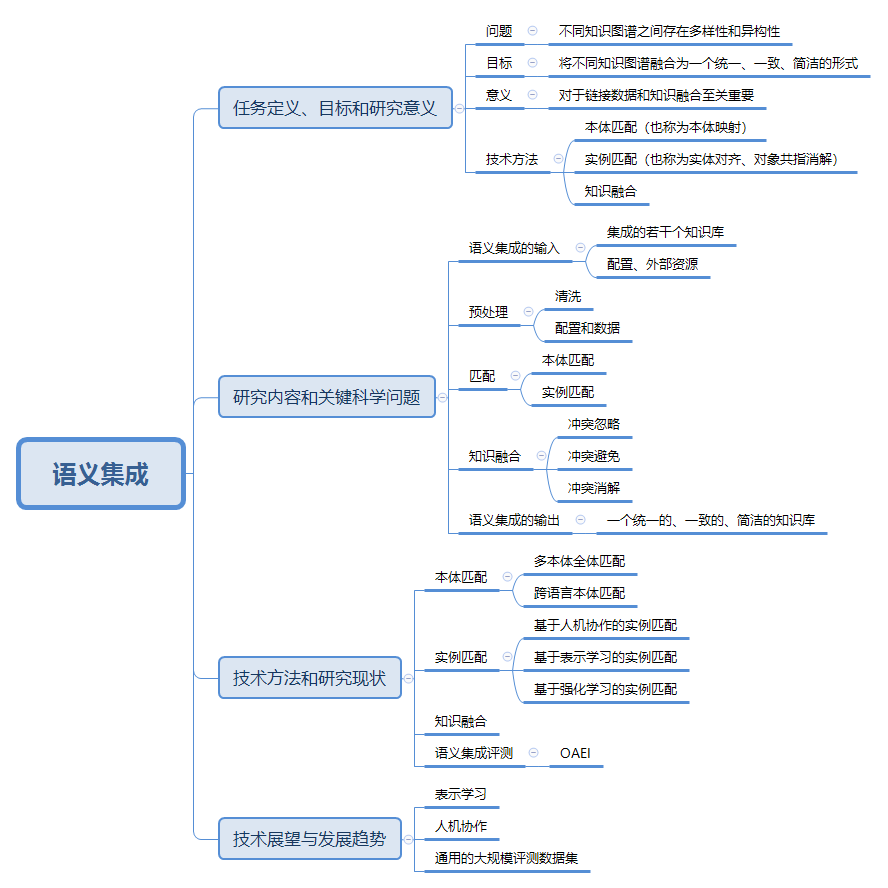 语义集成
任务定义、目标和研究意义
问题
不同知识图谱之间存在多样性和异构性
目标
将不同知识图谱融合为一个统一、一致、简洁的形式
意义
对于链接数据和知识融合至关重要
技术方法
本体匹配（也称为本体映射）
实例匹配（也称为实体对齐、对象共指消解）
知识融合
研究内容和关键科学问题
语义集成的输入
集成的若干个知识库
配置、外部资源
预处理
清洗
配置和数据
匹配
本体匹配
实例匹配
知识融合
冲突忽略
冲突避免
冲突消解
语义集成的输出
一个统一的、一致的、简洁的知识库
技术方法和研究现状
本体匹配
多本体全体匹配
跨语言本体匹配
实例匹配
基于人机协作的实例匹配
基于表示学习的实例匹配
基于强化学习的实例匹配
知识融合
语义集成评测
OAEI
技术展望与发展趋势
表示学习
人机协作
通用的大规模评测数据集